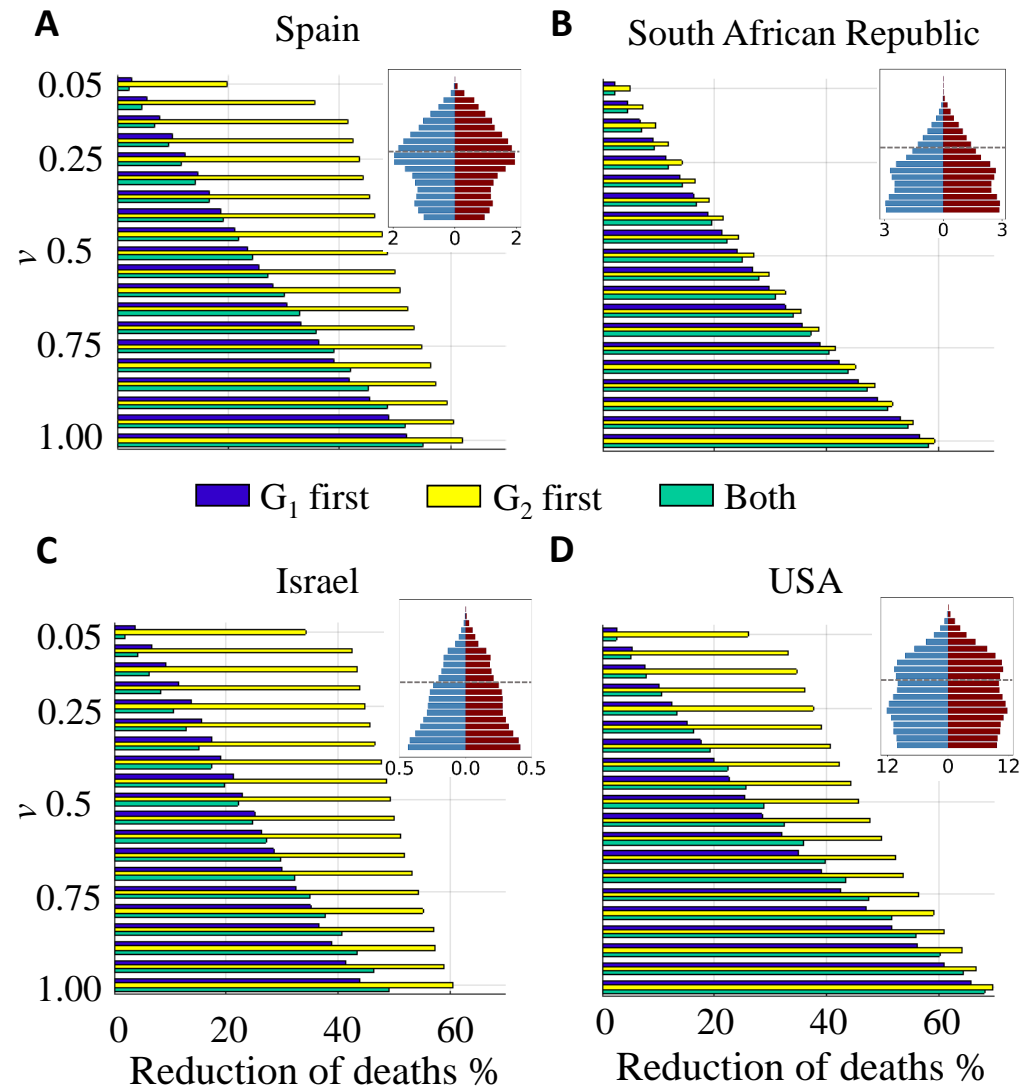 A
Spain
0.05
0.25
0.5
0.75
1.00
v
2 0 2
B
South African Republic
3 0 3
G1 first
G2 first
Both
C
Israel
0.05
0.25
0.5
0.75
1.00
v
0.5 0.0 0.5
0 20 40 60
Reduction of deaths %
D
USA
12 0 12
0 20 40 60
Reduction of deaths %